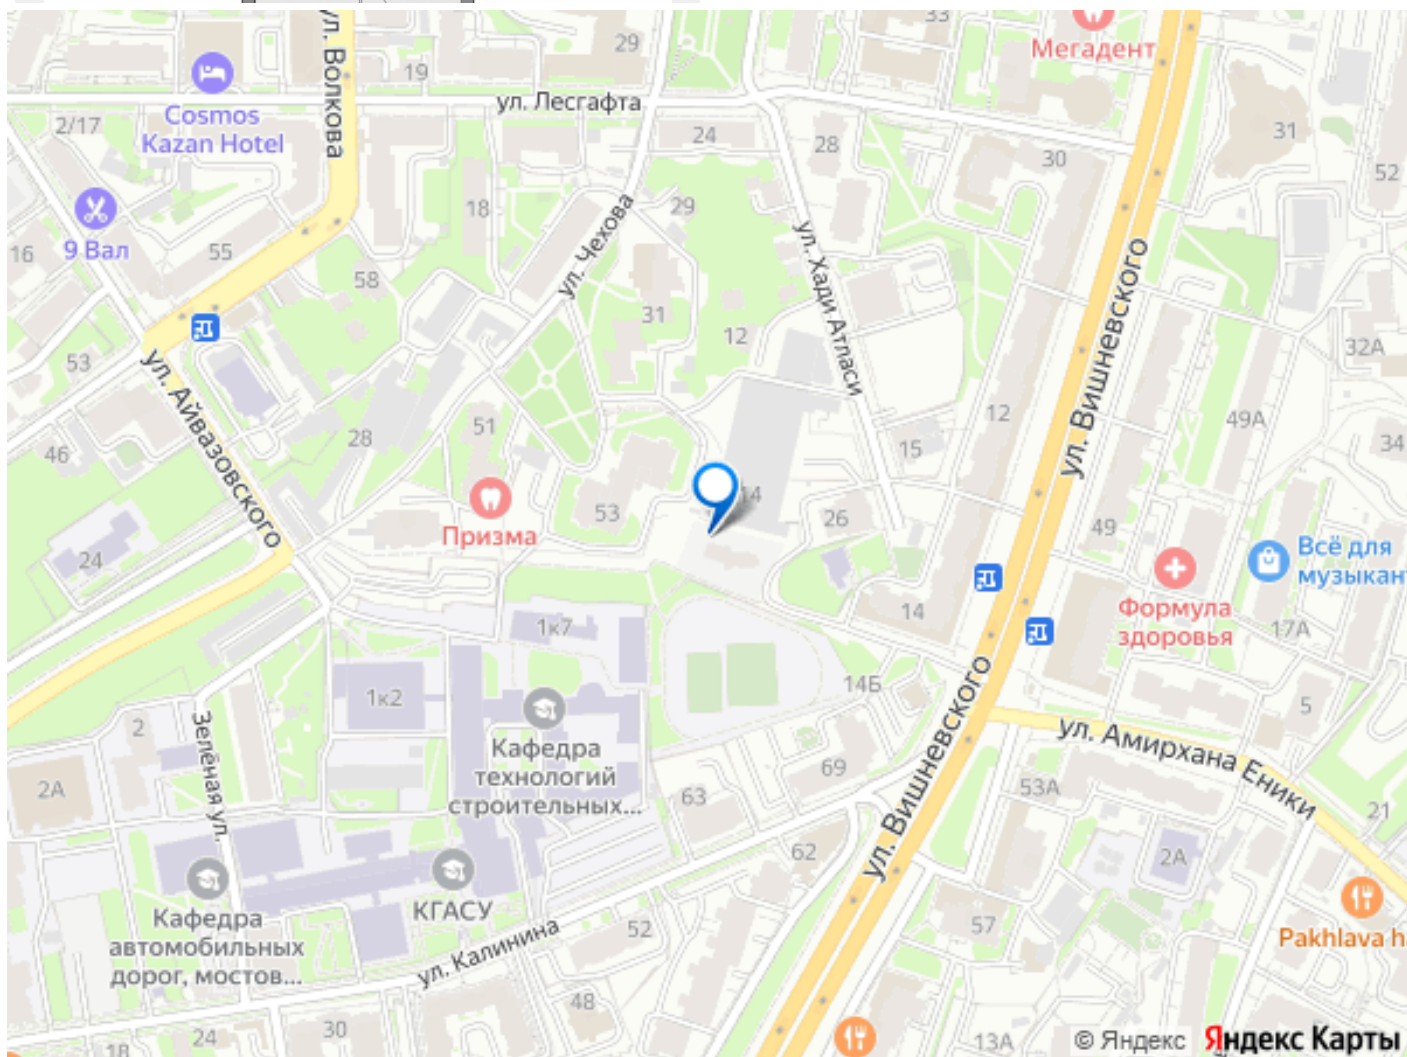 33
Мегадент
29
ул. Волкова
19
Cosmos
Kazan Hotel
ул. Лесгафта
2/17
24
28
30
31
52
18
29
9 Вал
16
55
58
ул. Чехова
ул. Хади Атласи
ул. Вишневского
31
12
32А
53
ул. Айвазовского
28
51
12
49А
34
46
15
53
14
26
49
Призма
24
Всё для
музыкан
Формула
здоровья
14
17А
1к7
1к2
14Б
5
2
Зелёная ул.
ул. Вишневского
ул. Амирхана Еники
Кафедра
технологий
строительных...
69
63
53А
2А
21
62
2А
КГАСУ
Кафедра
автомобильных
дорог, мостов...
ул. Калинина
52
57
Pakhlava h
48
30
24
18
13А
© Яндекс Яндекс Карты